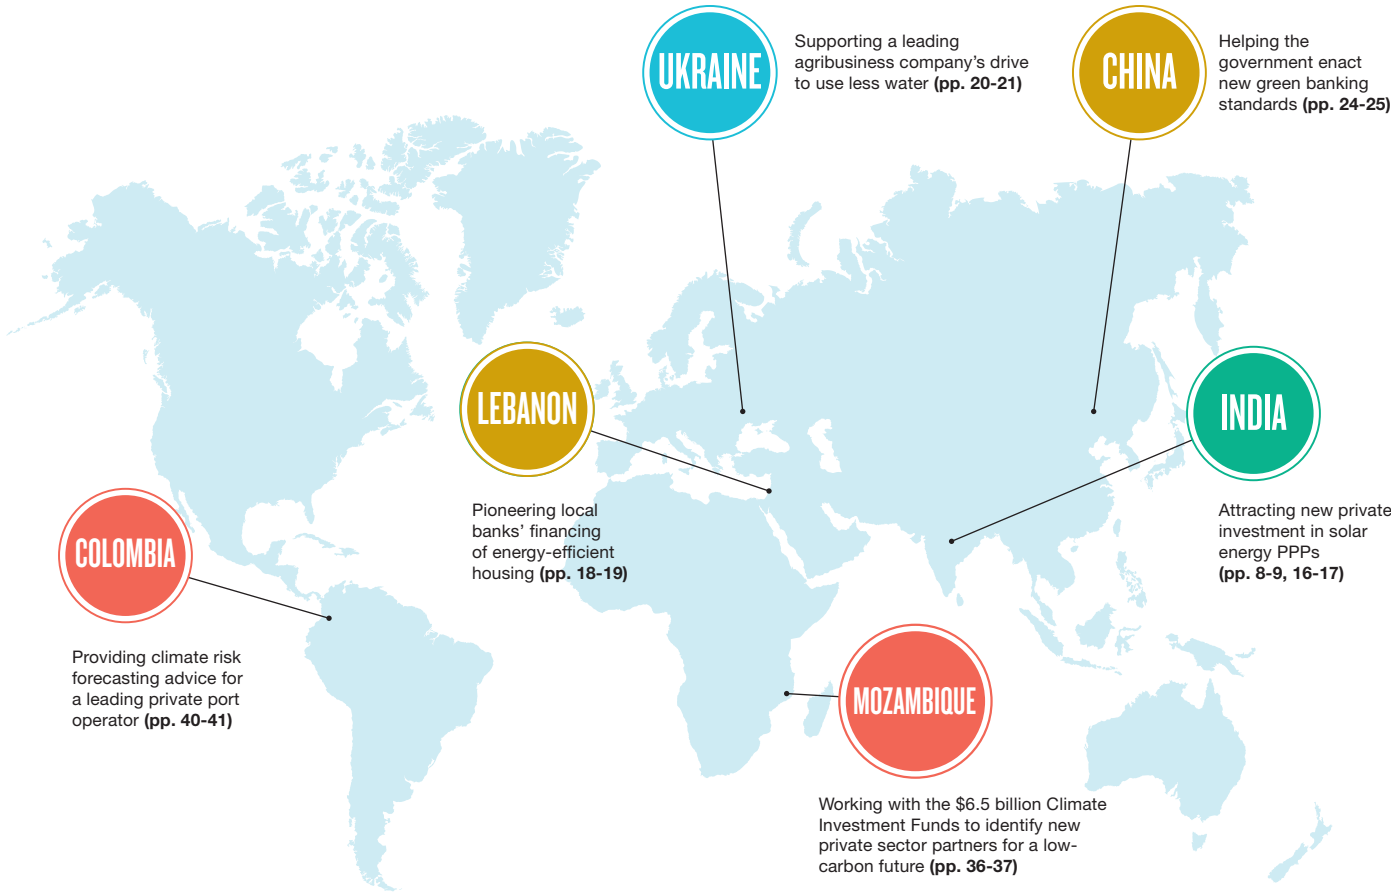 UKRAINE
Supporting a leading
agribusiness company’s drive
to use less water (pp. 20-21)
CHINA
Helping the
government enact
new green banking
standards (pp. 24-25)
LEBANON
Pioneering local
banks’ financing
of energy-efficient
housing (pp. 18-19)
INDIA
Attracting new private
investment in solar
energy PPPs
(pp. 8-9, 16-17)
COLOMBIA
Providing climate risk
forecasting advice for
a leading private port
operator (pp. 40-41)
MOZAMBIQUE
Working with the $6.5 billion Climate
Investment Funds to identify new
private sector partners for a low-
carbon future (pp. 36-37)